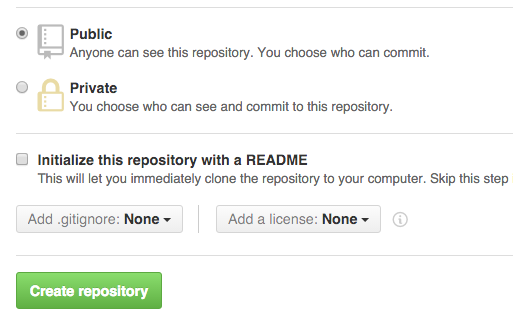 Public
Anyone can see this repository. You choose who can commit.
Private
You choose who can see and commit to this repository.
Initialize this repository with a README
This will let you immediately clone the repository to your computer. Skip this step
Add .gitignore: None
Add a license: None
Create repository